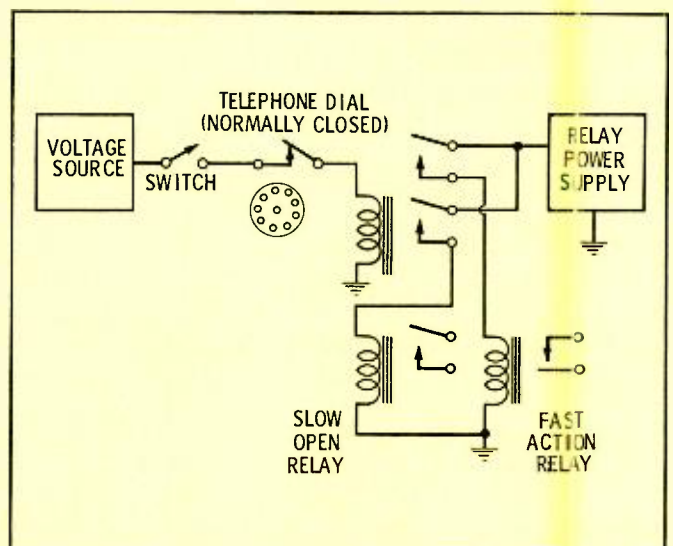 TELEPHONE DIAL
(NORMALLY CLOSED)
VOLTAGE
SOURCE
SWITCH
RELAY
POWER
SUPPLY
SLOW
OPEN
RELAY
FAST
ACTION
RELAY